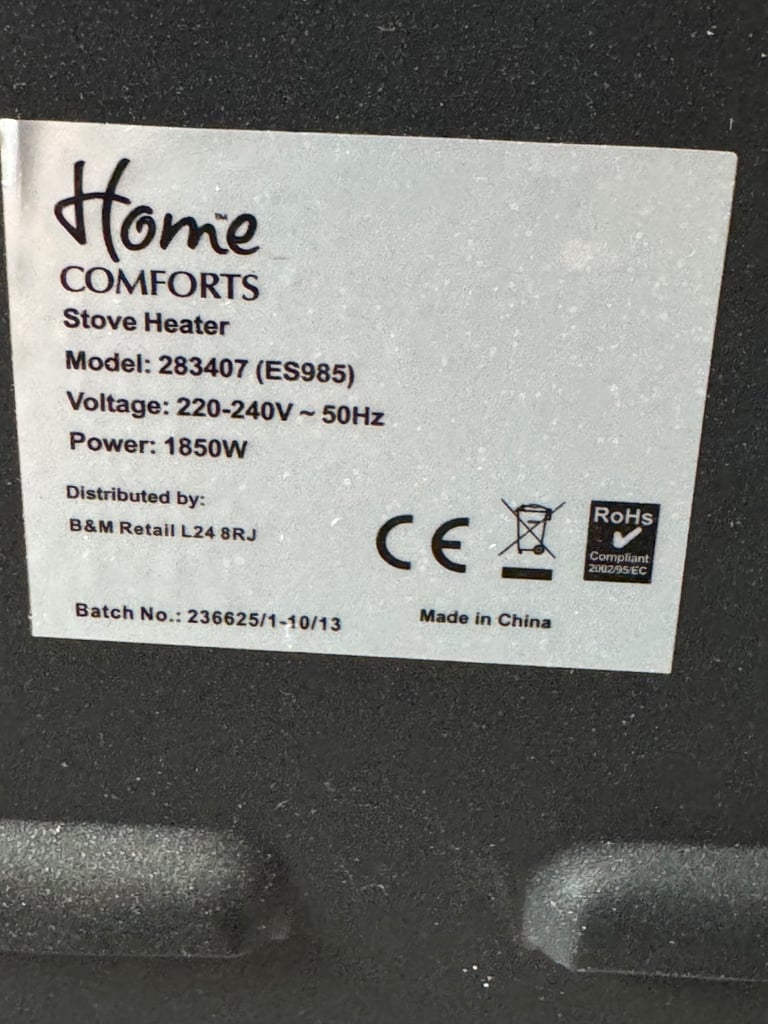 Home™
COMFORTS
Stove Heater
Model: 283407 (ES985)
Voltage: 220-240V ~ 50Hz
Power: 1850W
Distributed by:
B&M Retail L24 8RJ
CE
RoHs
Compliant
2002/95/EC
Batch No.: 236625/1-10/13
Made in China